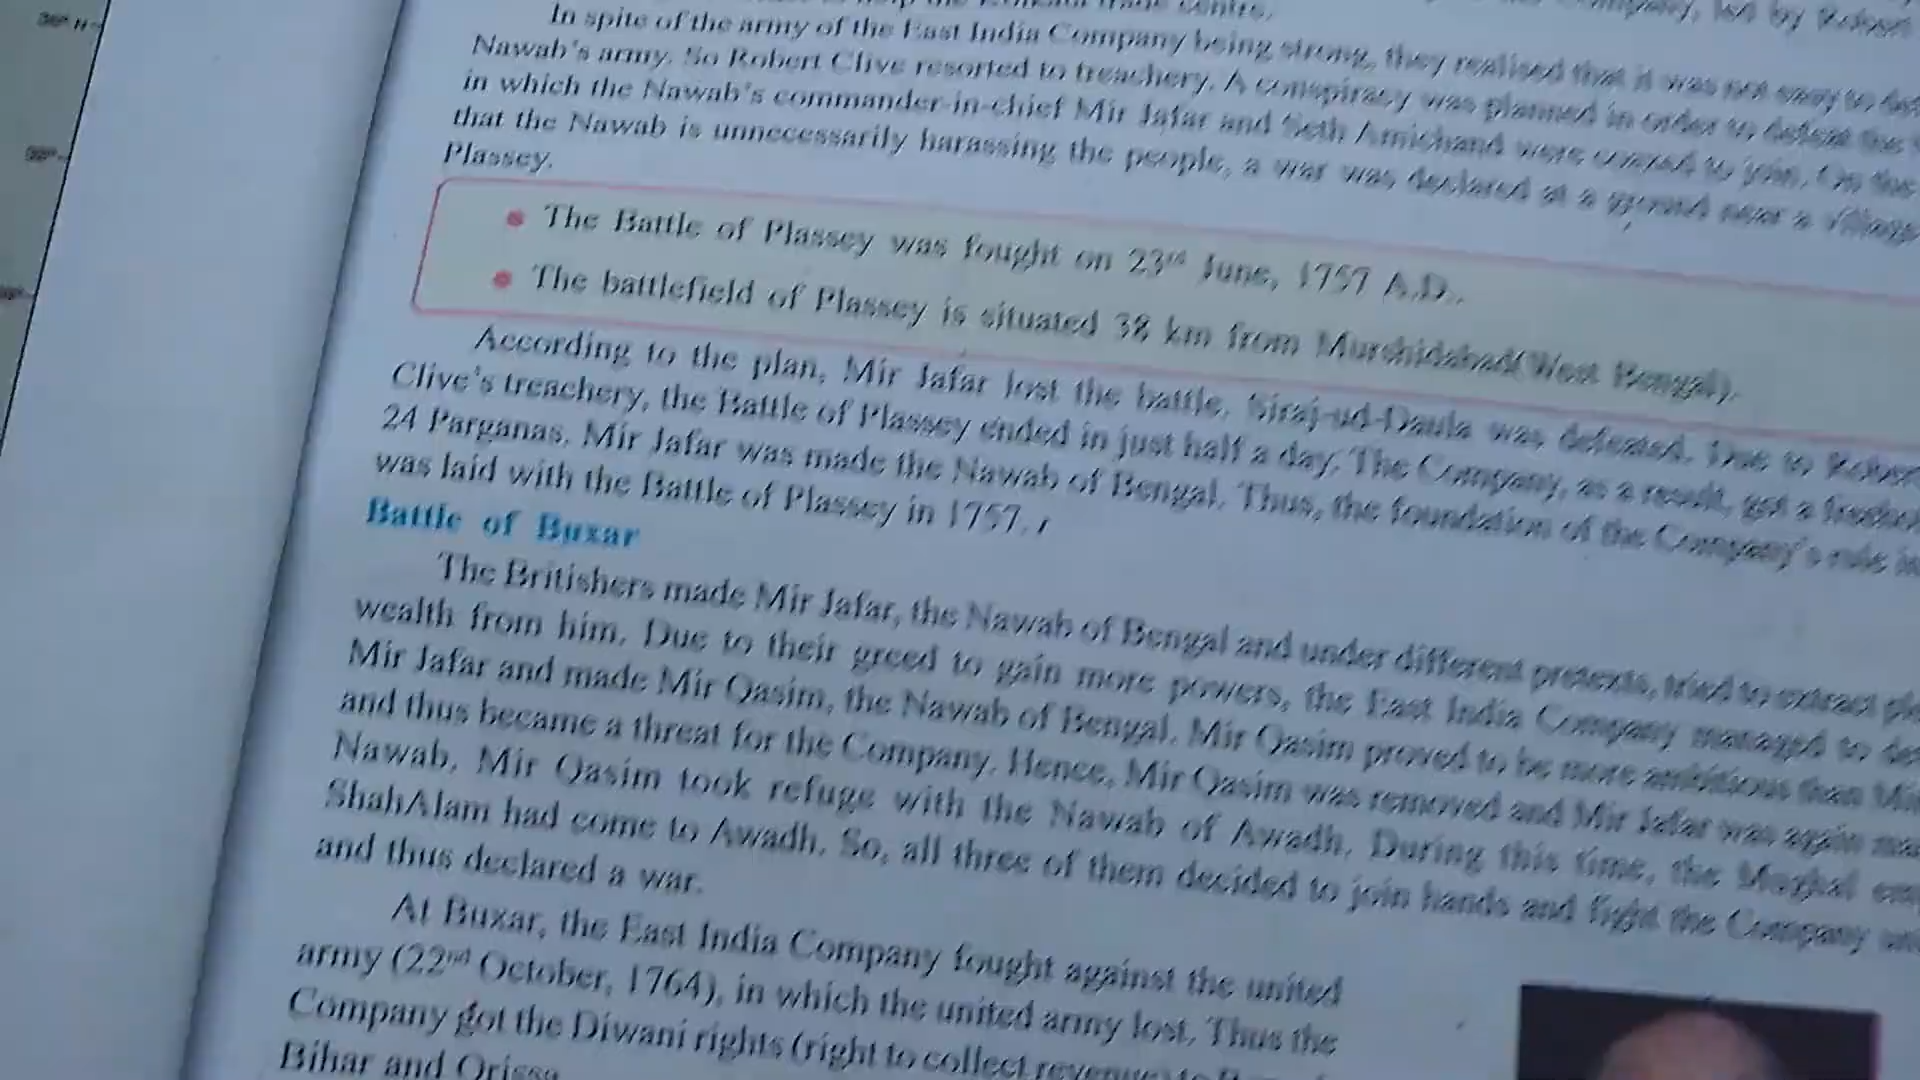 36° N
In spite of the army of the East India Company being strong, they realised that it was not easy to
Nawab's army. So Robert Clive resorted to treachery. A conspiracy was planned in order to defeat the
in which the Nawab's commander-in-chief Mir Jafar and Seth Amichand were coaxed to join. On the
that the Nawab is unnecessarily harassing the people, a war was declared at a ground near a village
Plassey.
• The Battle of Plassey was fought on 23rd June, 1757 A.D..
• The battlefield of Plassey is situated 38 km from Murshidabad(West Bengal).
According to the plan, Mir Jafar lost the battle. Siraj-ud-Daula was defeated. Due to Robert
Clive's treachery, the Battle of Plassey ended in just half a day. The Company, as a result, got a
24 Parganas. Mir Jafar was made the Nawab of Bengal. Thus, the foundation of the Company's rule in
was laid with the Battle of Plassey in 1757.
Battle of Buxar
The Britishers made Mir Jafar, the Nawab of Bengal and under different pretexts, tried to extract
wealth from him. Due to their greed to gain more powers, the East India Company managed to
Mir Jafar and made Mir Qasim, the Nawab of Bengal. Mir Qasim proved to be more ambitious than
and thus became a threat for the Company. Hence, Mir Qasim was removed and Mir Jafar was again
Nawab. Mir Qasim took refuge with the Nawab of Awadh. During this time, the Mughal
ShahAlam had come to Awadh. So, all three of them decided to join hands and fight the Company
and thus declared a war.
At Buxar, the East India Company fought against the united
army (22nd October, 1764), in which the united army lost. Thus the
Company got the Diwani rights (right to collect revenue) to
Bihar and Orissa